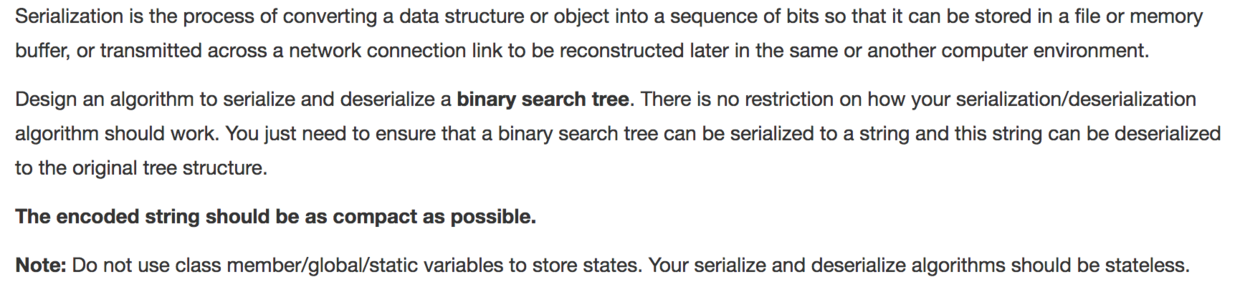 Serialization is the process of converting a data structure or object into a sequence of bits so that it can be stored in a file or memory
buffer, or transmitted across a network connection link to be reconstructed later in the same or another computer environment.
Design an algorithm to serialize and deserialize a binary search tree. There is no restriction on how your serialization/deserialization
algorithm should work. You just need to ensure that a binary search tree can be serialized to a string and this string can be deserialized
to the original tree structure.
The encoded string should be as compact as possible.
Note: Do not use class member/global/static variables to store states. Your serialize and deserialize algorithms should be stateless.